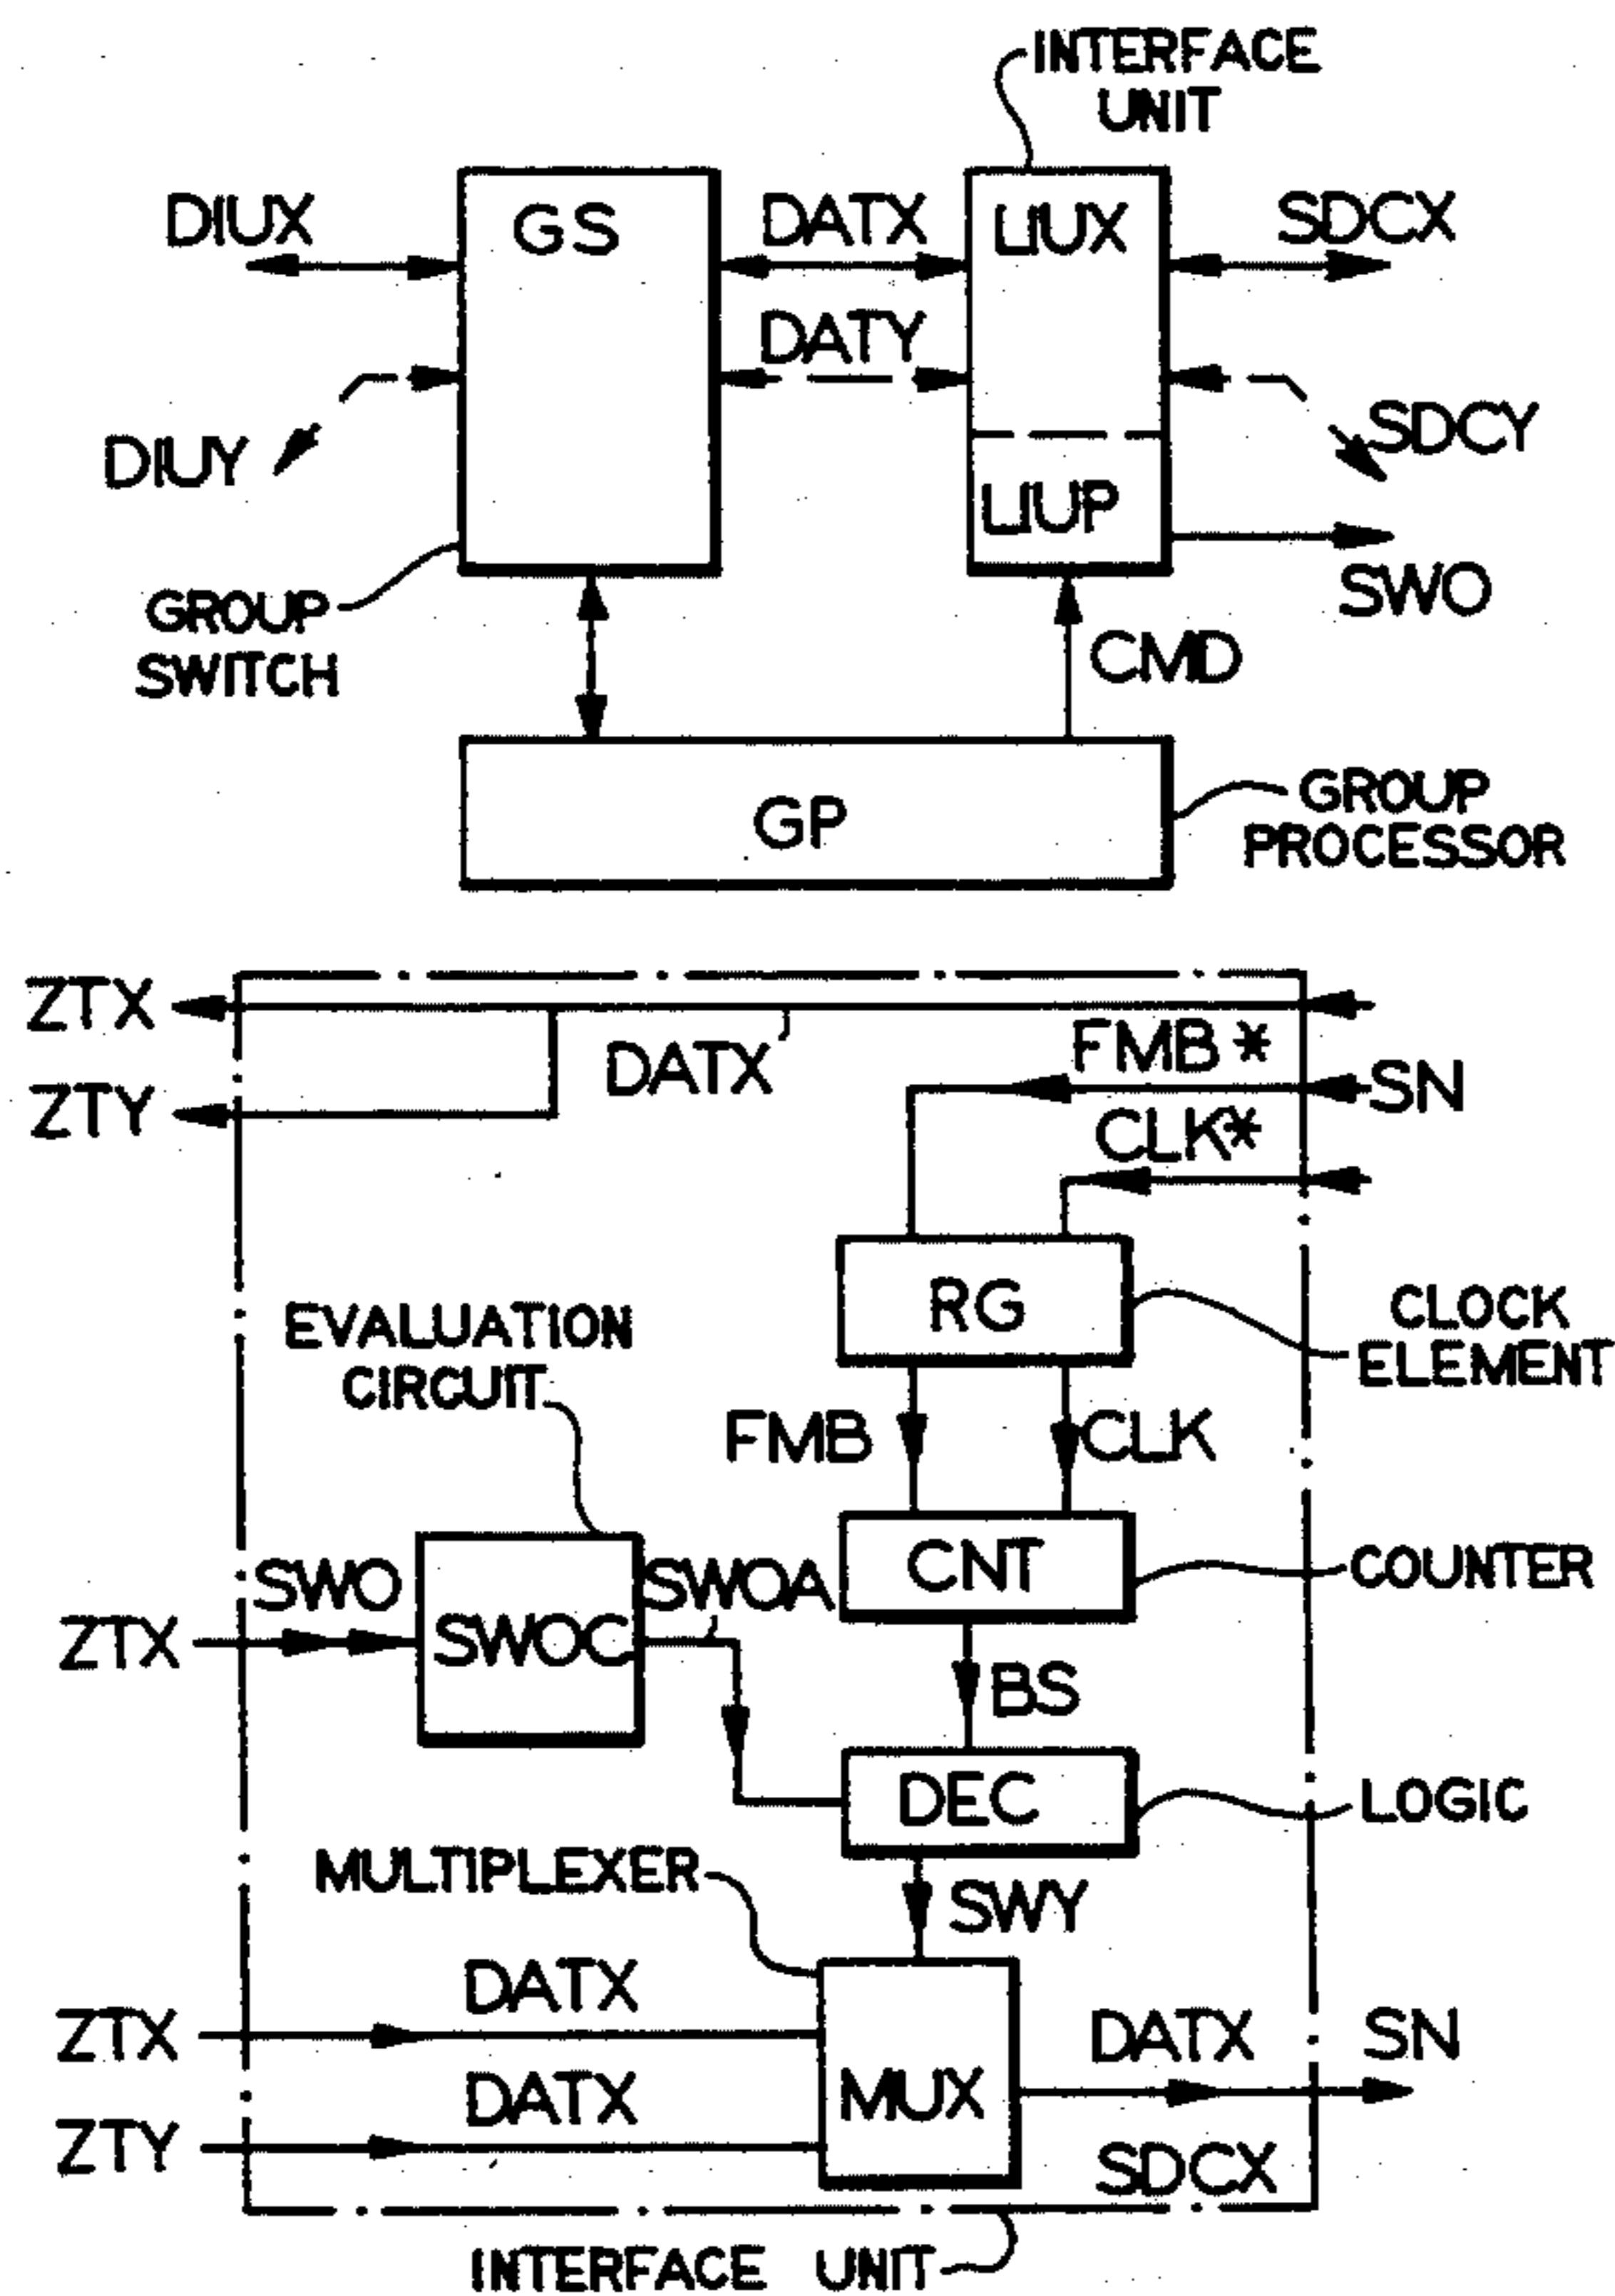 INTERFACE
UNIT
DIUX
GS
DATX
LIUX
SDCX
DATY
DIUY
SDCY
LIUP
SWO
GROUP
SWITCH
CMD
GP
GROUP
PROCESSOR
ZTX
DATX
FMB*
ZTY
SN
CLK*
RG
CLOCK
ELEMENT
EVALUATION
CIRCUIT
FMB
CLK
SWO
SWOA
CNT
COUNTER
ZTX
SWOC
BS
DEC
LOGIC
MULTIPLEXER
SWY
DATX
ZTX
DATX
SN
DATX
MUX
ZTY
SDCX
INTERFACE UNIT